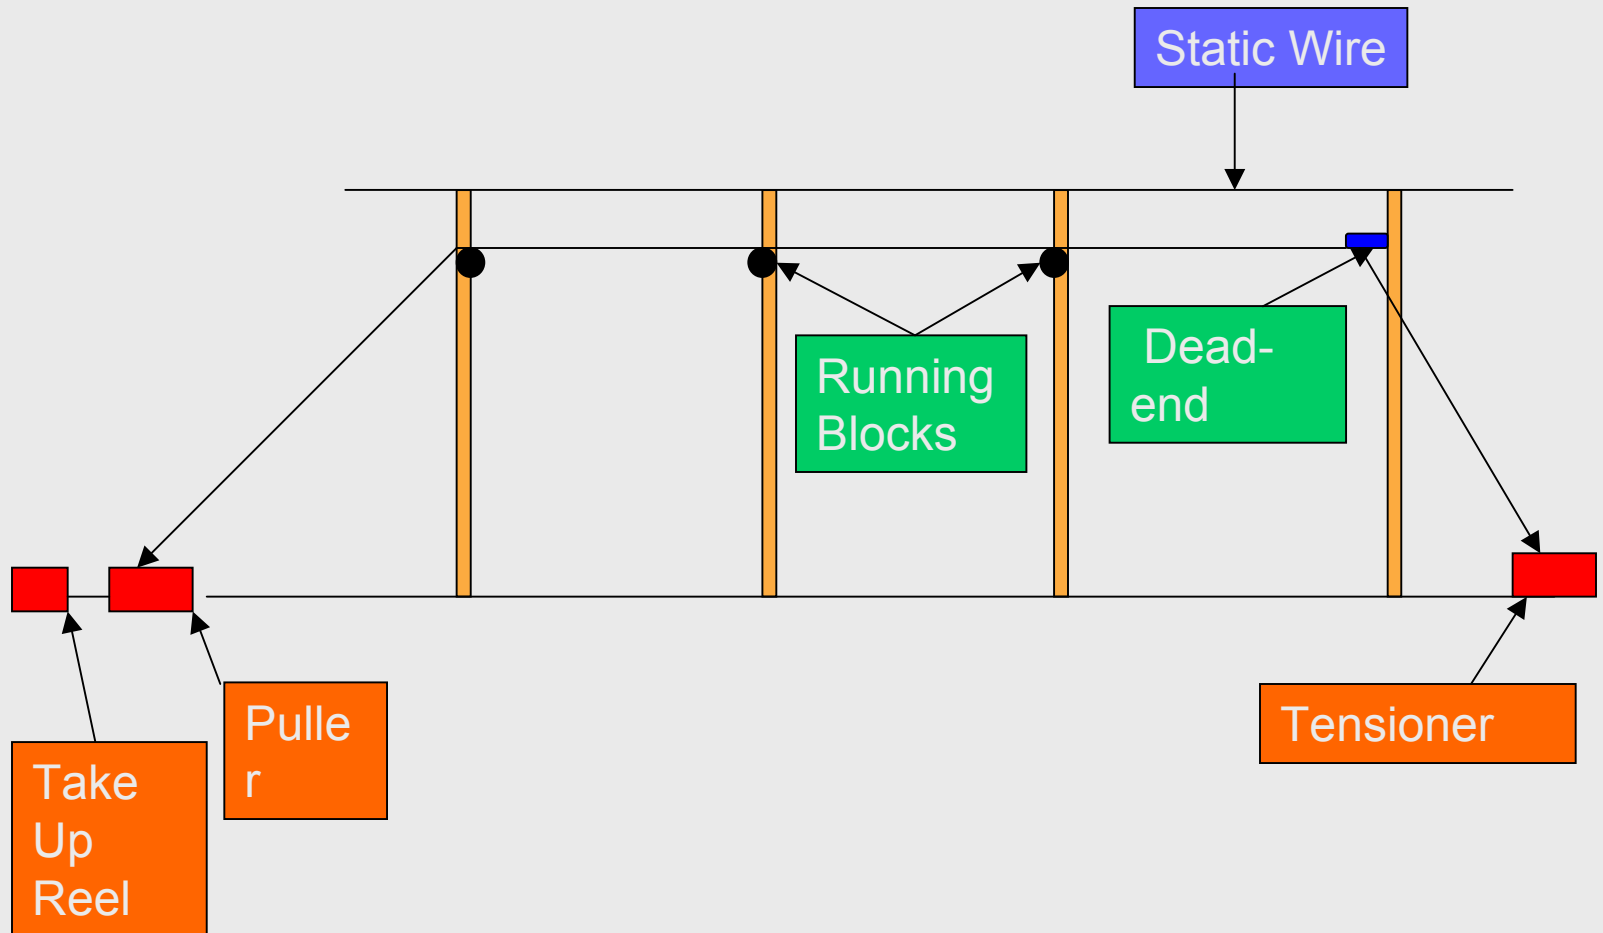 Static Wire
Running
Blocks
Dead-
end
Pulle
r
Tensioner
Take
Up
Reel